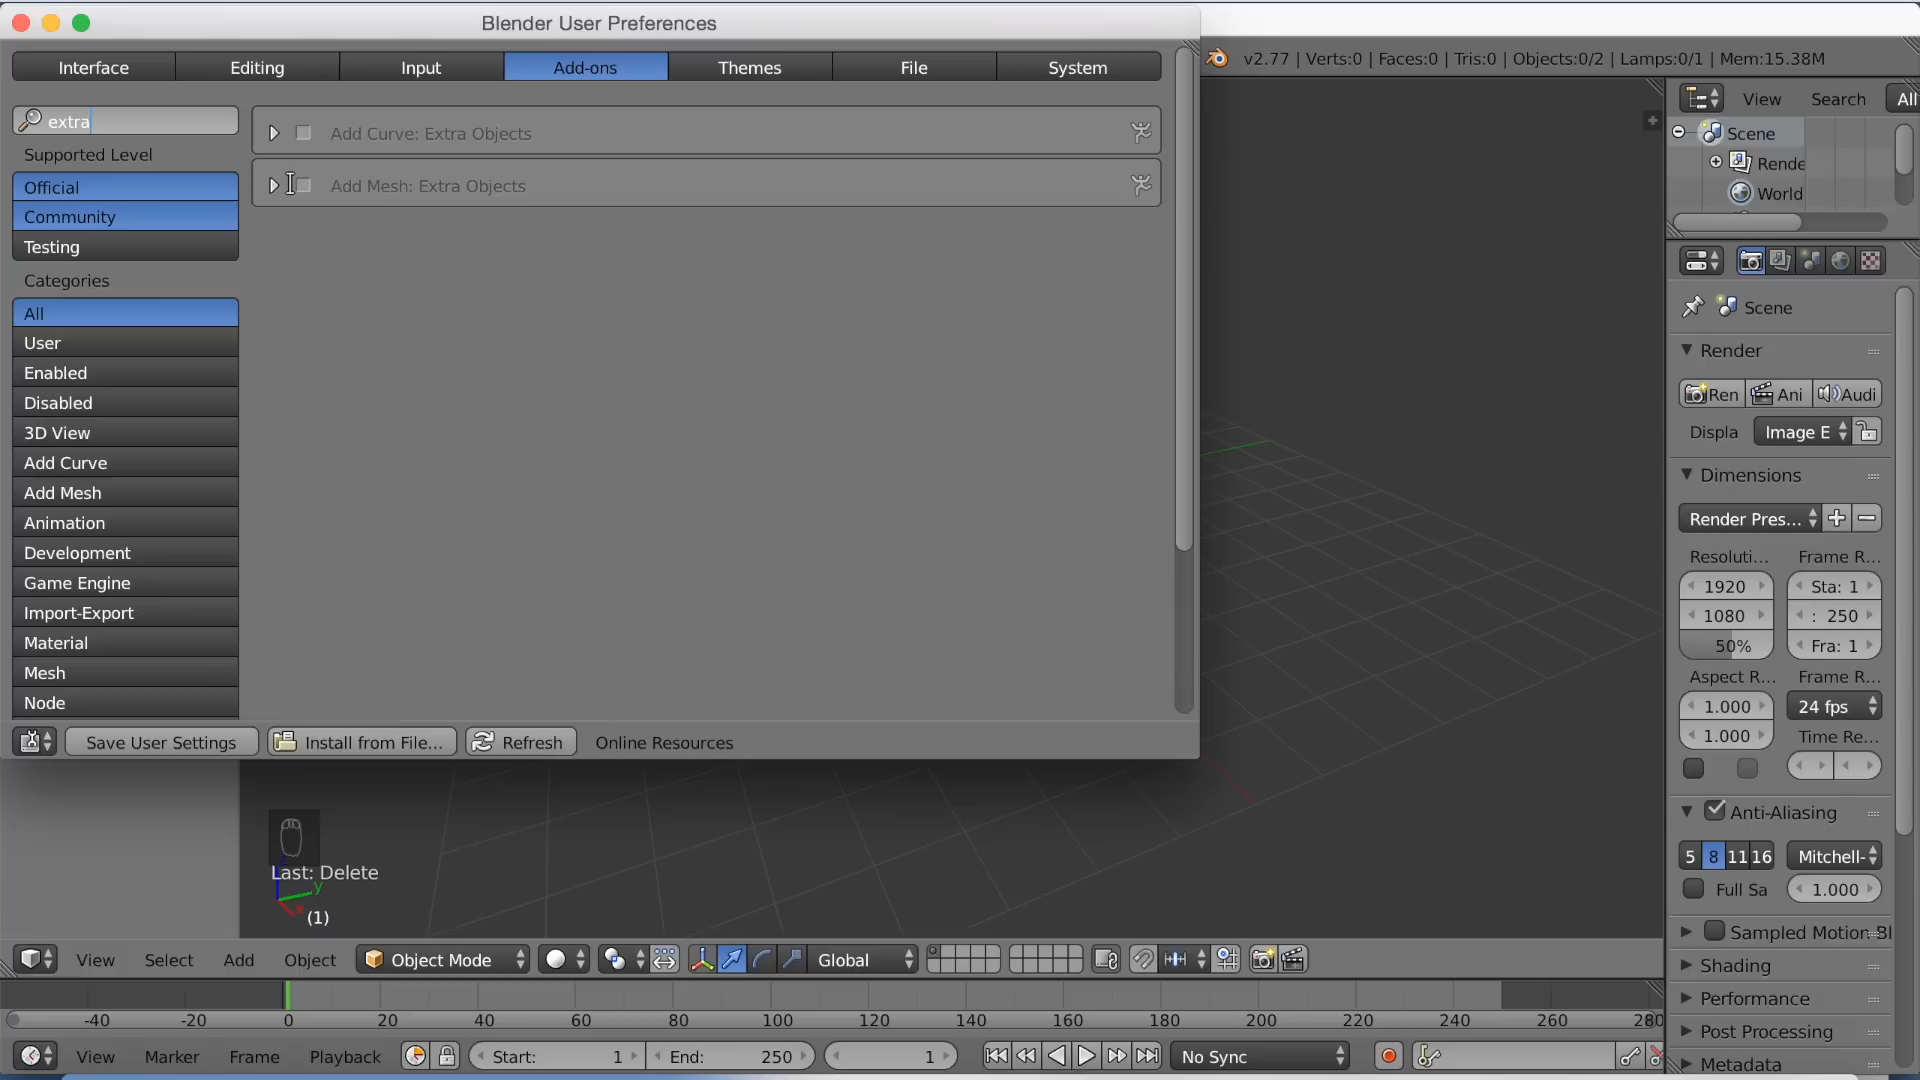 Blender User Preferences
Interface Editing Input Add-ons Themes File System
v2.77 | Verts:0 | Faces:0 | Tris:0 | Objects:0/2 | Lamps:0/1 | Mem:15.38M
View Search All
extra
Add Curve: Extra Objects
Add Mesh: Extra Objects
Supported Level
Official
Community
Testing
Categories
All
User
Enabled
Disabled
3D View
Add Curve
Add Mesh
Animation
Development
Game Engine
Import-Export
Material
Mesh
Node
Save User Settings Install from File... Refresh Online Resources
Scene
Rende
World
Scene
Render
Ren Ani Audi
Displa Image E
Dimensions
Render Pres...
Resoluti... Frame R...
1920 Sta: 1
1080 : 250
50% Fra: 1
Aspect R... Frame R...
1.000 24 fps
1.000 Time Re...
Anti-Aliasing
5 8 11 16 Mitchell-
Full Sa 1.000
Sampled Motion Bl
Shading
Performance
Post Processing
Metadata
Last: Delete
y
(1)
View Select Add Object Object Mode Global
-40 -20 0 20 40 60 80 100 120 140 160 180 200 220 240 260 280
View Marker Frame Playback Start: 1 End: 250 1 No Sync